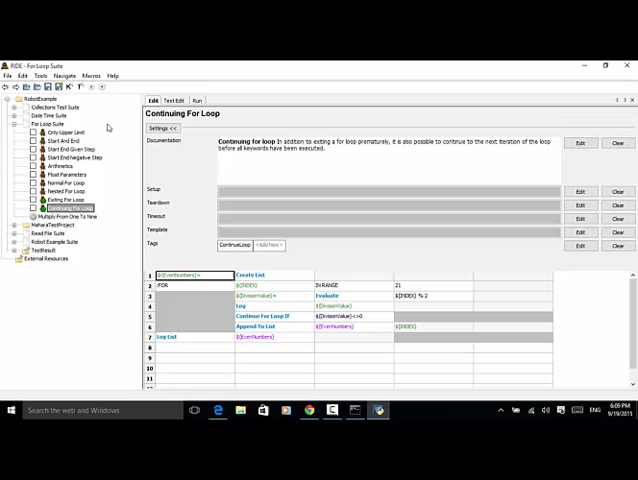 RIDE - For Loop Suite
File Edit Tools Navigate Macros Help
RobotExample
Collections Test Suite
Date Time Suite
For Loop Suite
Only Upper Limit
Start And End
Start End Given Step
Start End Negative Step
Arithmetics
Float Parameters
Normal For Loop
Nested For Loop
Exiting For Loop
Continuing For Loop
Multiply From One To Nne
MaharaTestProject
Read File Suite
Robot Example Suite
TestResult
External Resources
Edit Text Edit Run
Continuing For Loop
Settings <<
Documentation
Continuing for loop In addition to exiting a for loop prematurely, it is also possible to continue to the next iteration of the loop
before all keywords have been executed.
Edit Clear
Setup Edit Clear
Teardown Edit Clear
Timeout Edit Clear
Template Edit Clear
Tags ContinueLoop <Add New> Edit Clear
1 ${EvenNumbers}= Create List
2 :FOR ${INDEX} IN RANGE 21
3 ${DivisionValue}= Evaluate ${INDEX} % 2
4 Log ${DivisionValue}
5 Continue For Loop If ${DivisionValue}<>0
6 Append To List ${EvenNumbers} ${INDEX}
7 Log List ${EvenNumbers}
8
9
10
11
Search the web and Windows
ENG
6:09 PM
9/19/2015